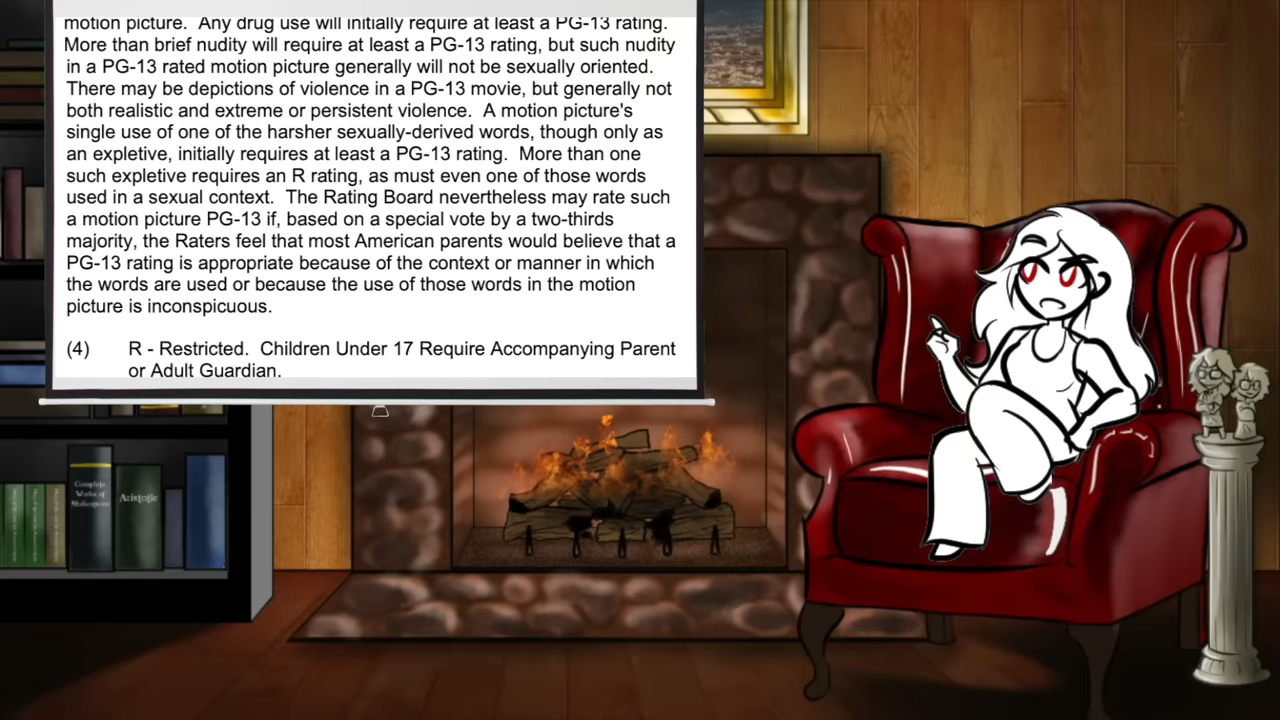 motion picture.  Any drug use will initially require at least a PG-13 rating.
More than brief nudity will require at least a PG-13 rating, but such nudity
in a PG-13 rated motion picture generally will not be sexually oriented.
There may be depictions of violence in a PG-13 movie, but generally not
both realistic and extreme or persistent violence.  A motion picture's
single use of one of the harsher sexually-derived words, though only as
an expletive, initially requires at least a PG-13 rating.  More than one
such expletive requires an R rating, as must even one of those words
used in a sexual context.  The Rating Board nevertheless may rate such
a motion picture PG-13 if, based on a special vote by a two-thirds
majority, the Raters feel that most American parents would believe that a
PG-13 rating is appropriate because of the context or manner in which
the words are used or because the use of those words in the motion
picture is inconspicuous.
(4) R - Restricted.  Children Under 17 Require Accompanying Parent
or Adult Guardian.
Complete
Works of
Shakespeare
Aristotle